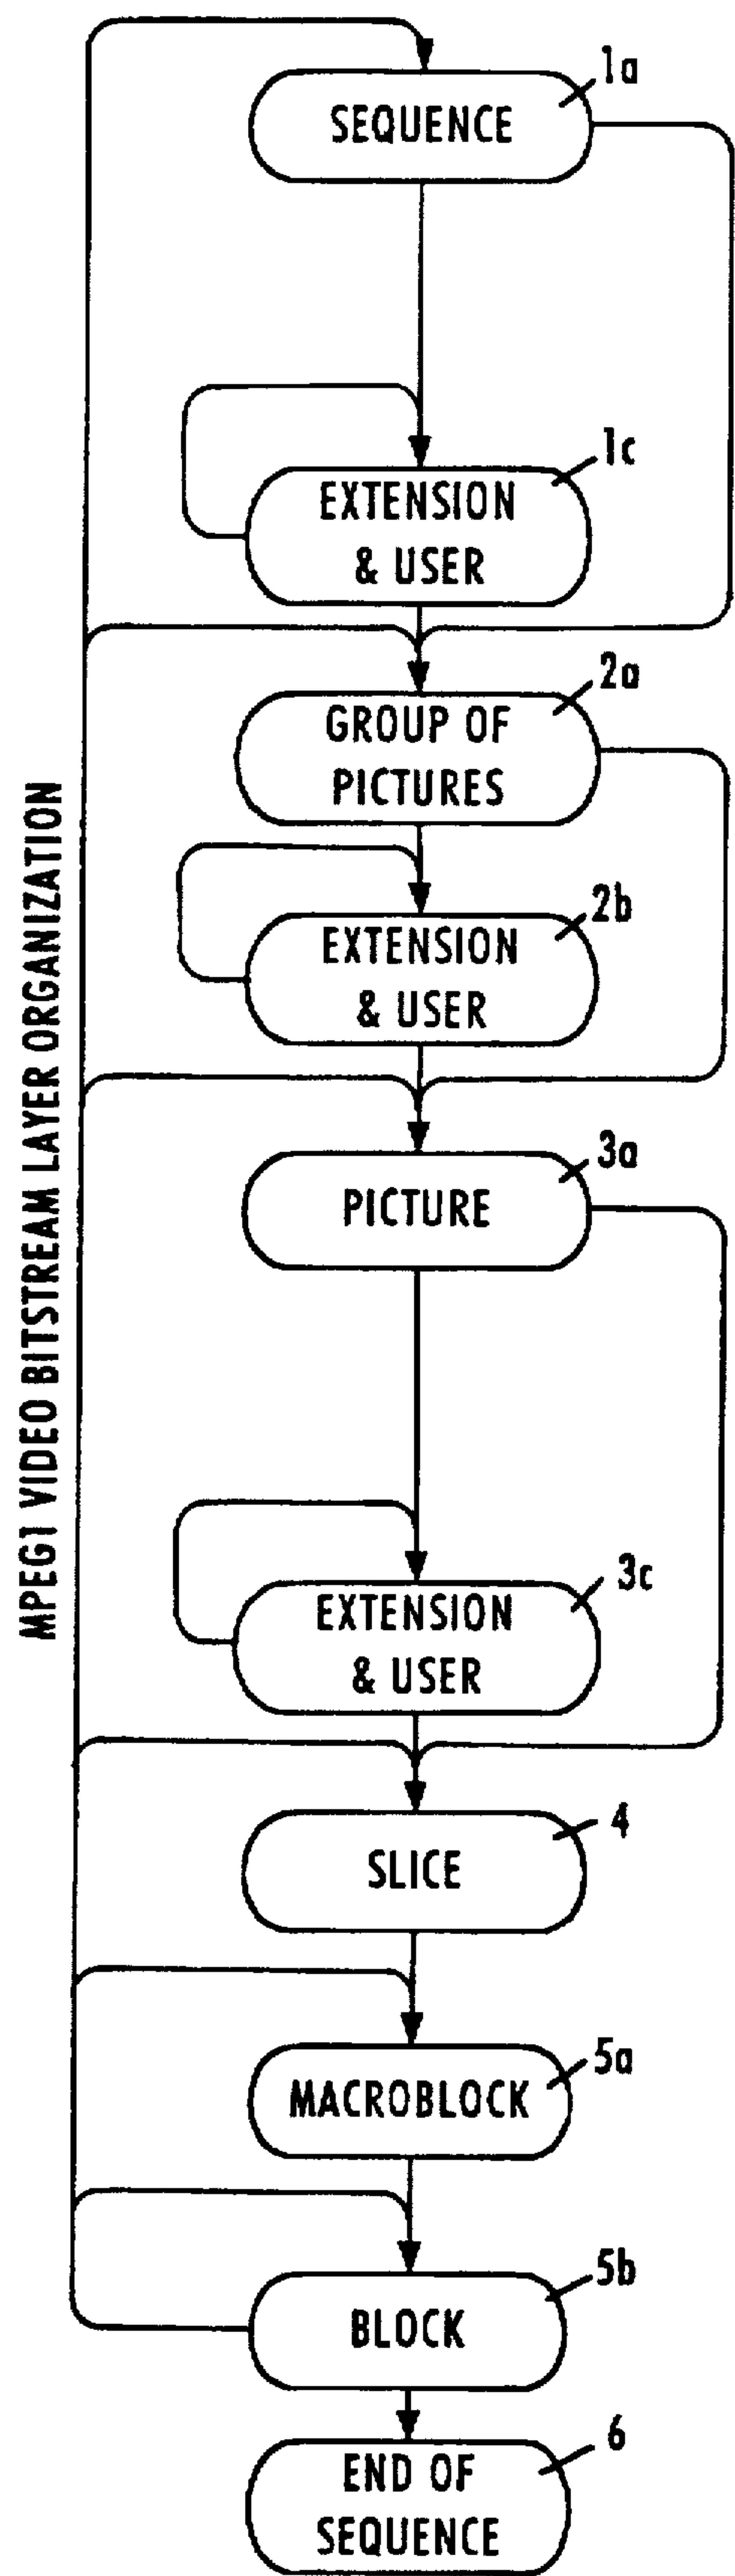 MPEG1 VIDEO BITSTREAM LAYER ORGANIZATION
1a
SEQUENCE
1c
EXTENSION
& USER
2a
GROUP OF
PICTURES
2b
EXTENSION
& USER
3a
PICTURE
3c
EXTENSION
& USER
4
SLICE
5a
MACROBLOCK
5b
BLOCK
6
END OF
SEQUENCE